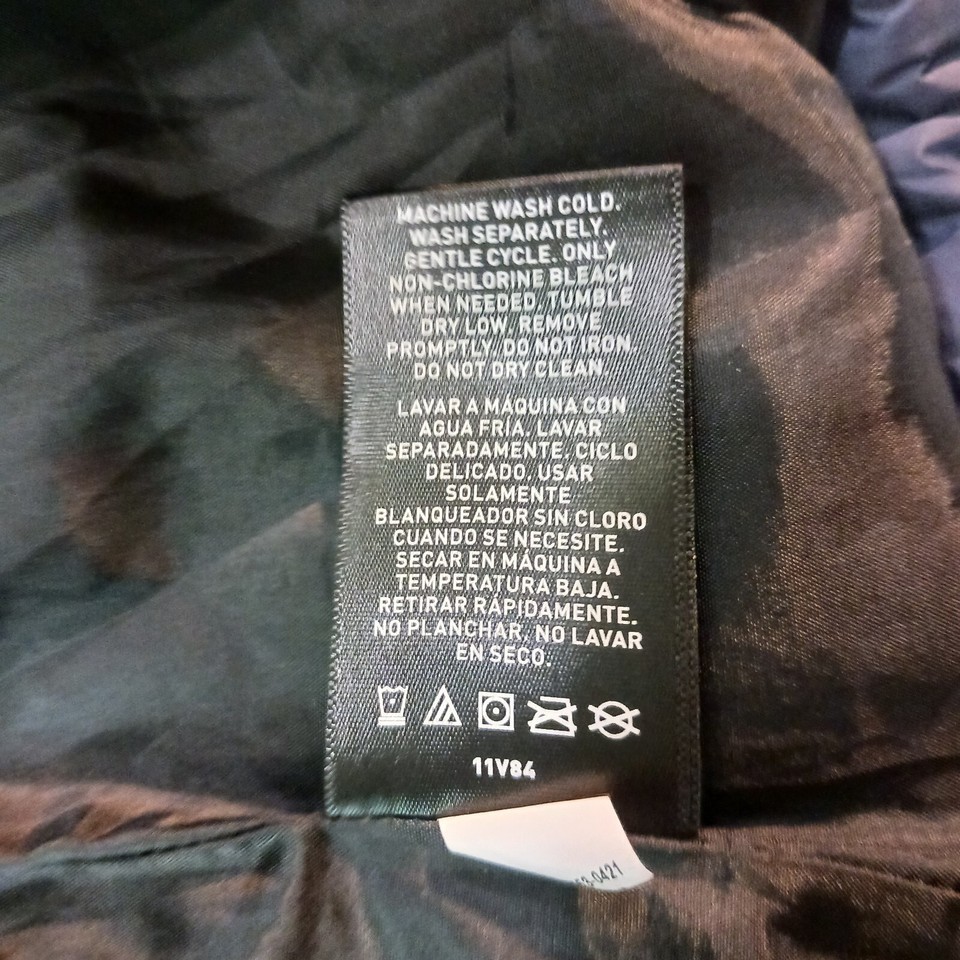 MACHINE WASH COLD.
WASH SEPARATELY.
GENTLE CYCLE. ONLY
NON-CHLORINE BLEACH
WHEN NEEDED. TUMBLE
DRY LOW. REMOVE
PROMPTLY. DO NOT IRON.
DO NOT DRY CLEAN.
LAVAR A MÁQUINA CON
AGUA FRÍA. LAVAR
SEPARADAMENTE. CICLO
DELICADO. USAR
SOLAMENTE
BLANQUEADOR SIN CLORO
CUANDO SE NECESITE.
SECAR EN MÁQUINA A
TEMPERATURA BAJA.
RETIRAR RÁPIDAMENTE.
NO PLANCHAR. NO LAVAR
EN SECO.
11V84